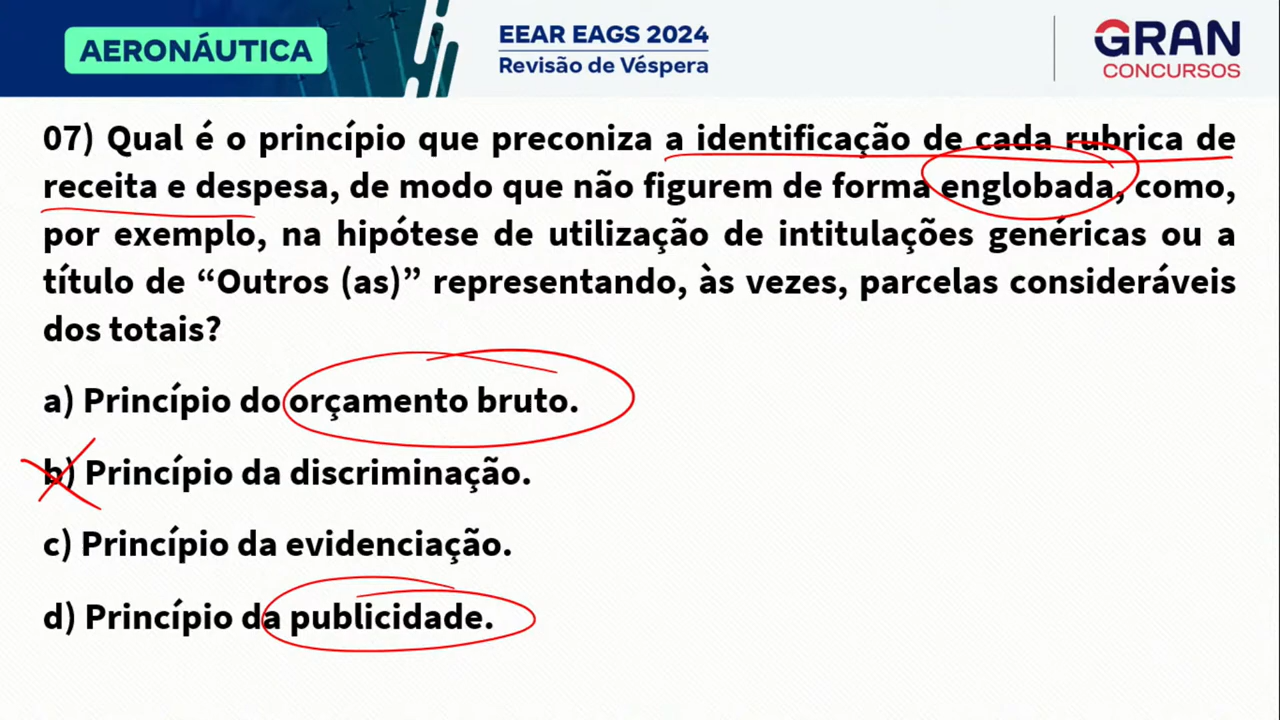 AERONÁUTICA
EEAR EAGS 2024
Revisão de Véspera
GRAN
CONCURSOS
07) Qual é o princípio que preconiza a identificação de cada rubrica de
receita e despesa, de modo que não figurem de forma englobada, como,
por exemplo, na hipótese de utilização de intitulações genéricas ou a
título de “Outros (as)” representando, às vezes, parcelas consideráveis
dos totais?
a) Princípio do orçamento bruto.
b) Princípio da discriminação.
c) Princípio da evidenciação.
d) Princípio da publicidade.